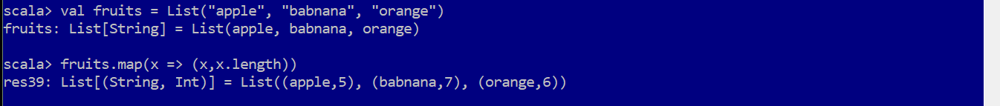 scala> val fruits = List("apple", "babnana", "orange")
fruits: List[String] = List(apple, babnana, orange)
scala> fruits.map(x => (x,x.length))
res39: List[(String, Int)] = List((apple,5), (babnana,7), (orange,6))